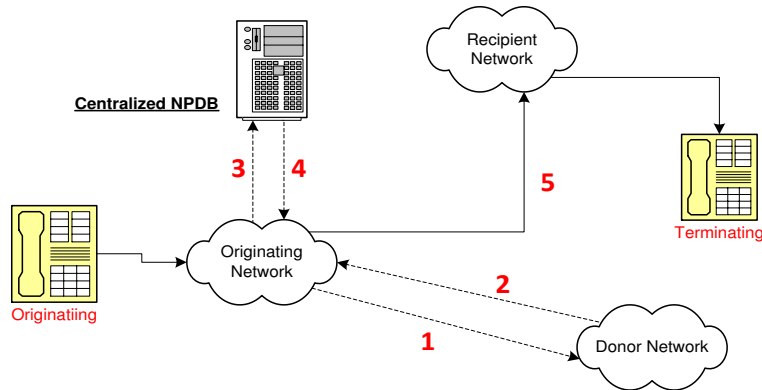 Recipient
Network
Centralized NPDB
3
4
5
Terminating
Originating
Network
Originatiing
2
1
Donor Network